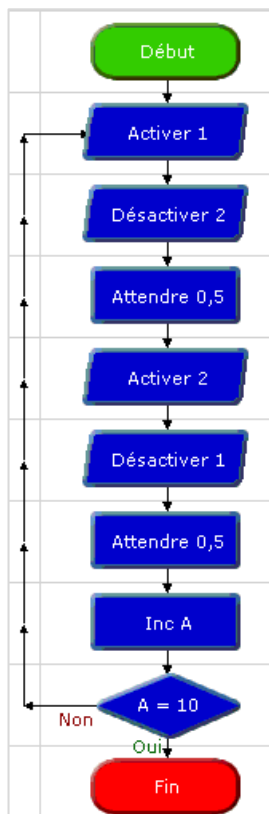 Début
Activer 1
Désactiver 2
Attendre 0,5
Activer 2
Désactiver 1
Attendre 0,5
Inc A
A = 10
Non
Oui
Fin